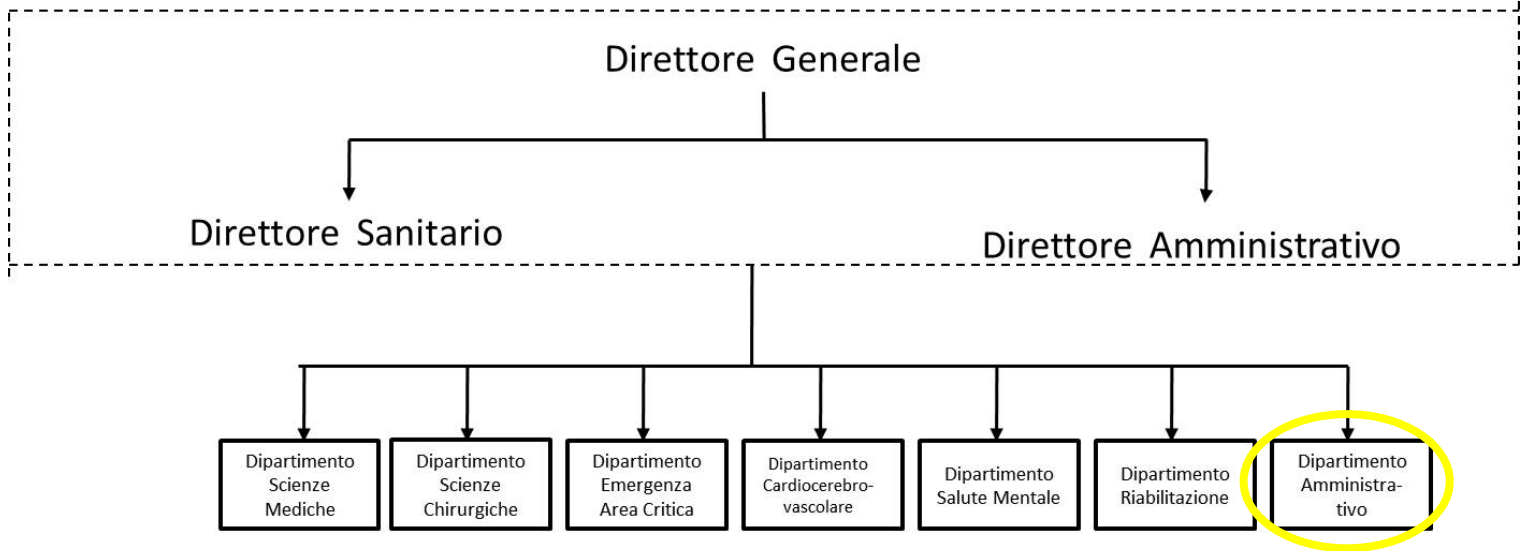 Direttore Generale
Direttore Sanitario
Direttore Amministrativo
Dipartimento
Scienze
Mediche
Dipartimento
Scienze
Chirurgiche
Dipartimento
Emergenza
Area Critica
Dipartimento
Cardiocerebro-
vascolare
Dipartimento
Salute Mentale
Dipartimento
Riabilitazione
Dipartimento
Amministra-
tivo